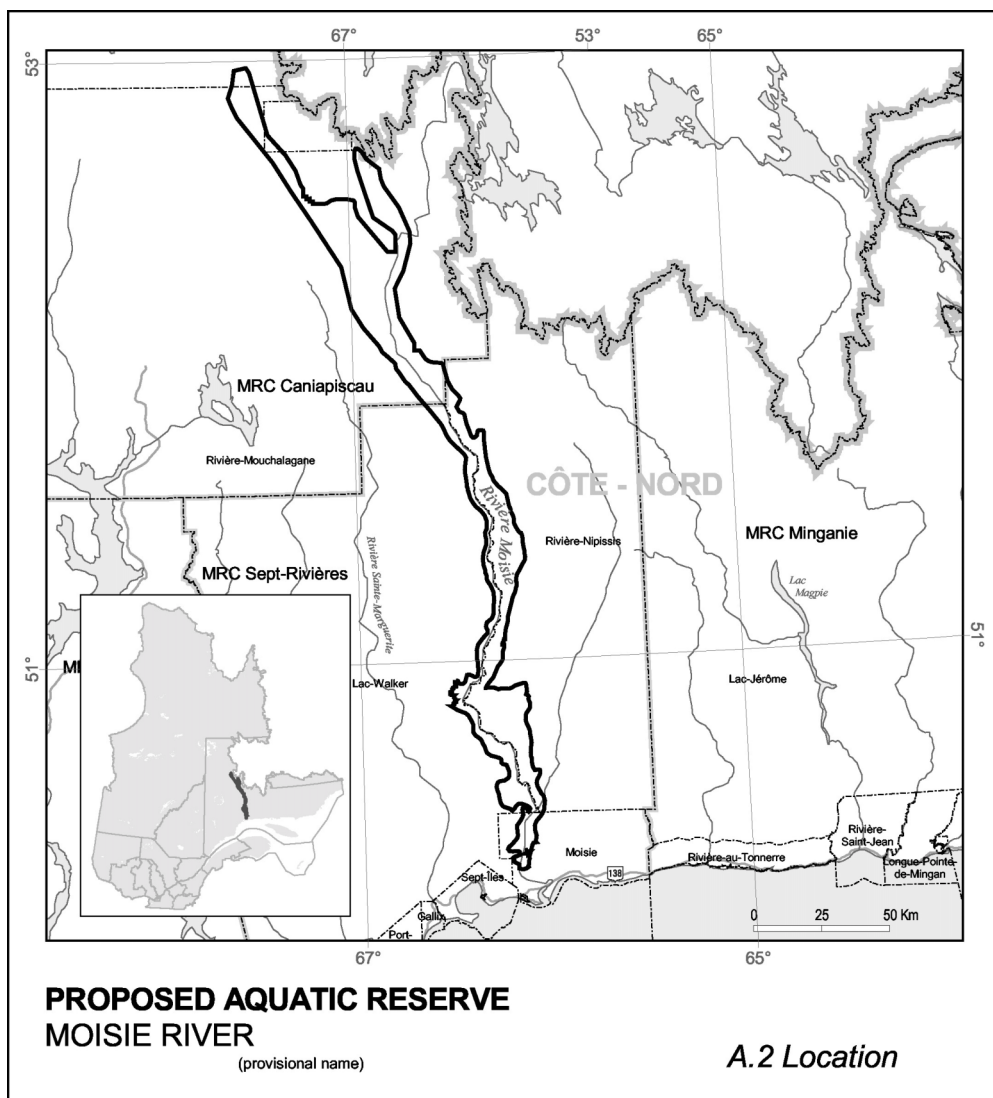 67°
53°
65°
53°
MRC Caniapiscau
Rivière-Mouchalagane
CÔTE - NORD
Rivière Moisie
Rivière-Nipissis
MRC Minganie
Rivière Sainte-Marguerite
MRC Sept-Rivières
Lac
Magpie
51°
51°
Lac-Walker
Lac-Jérôme
Rivière-
Saint-Jean
Moisie
Rivière-au-Tonnerre
Longue-Pointe-
de-Mingan
138
Sept-Îles
Gallix
Port-
0 25 50 Km
67°
65°
PROPOSED AQUATIC RESERVE
MOISIE RIVER
(provisional name)
A.2 Location